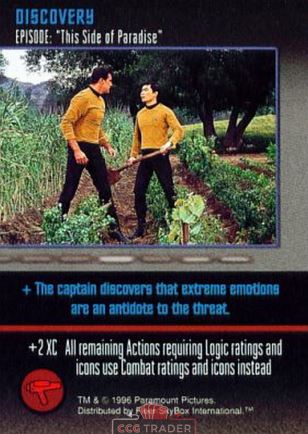 DISCOVERY
EPISODE: "This Side of Paradise"
+ The captain discovers that extreme emotions
are an antidote to the threat.
+2 XC All remaining Actions requiring Logic ratings and
icons use Combat ratings and icons instead
TM & © 1996 Paramount Pictures.
Distributed by Fleer SkyBox International.™
CCG TRADER